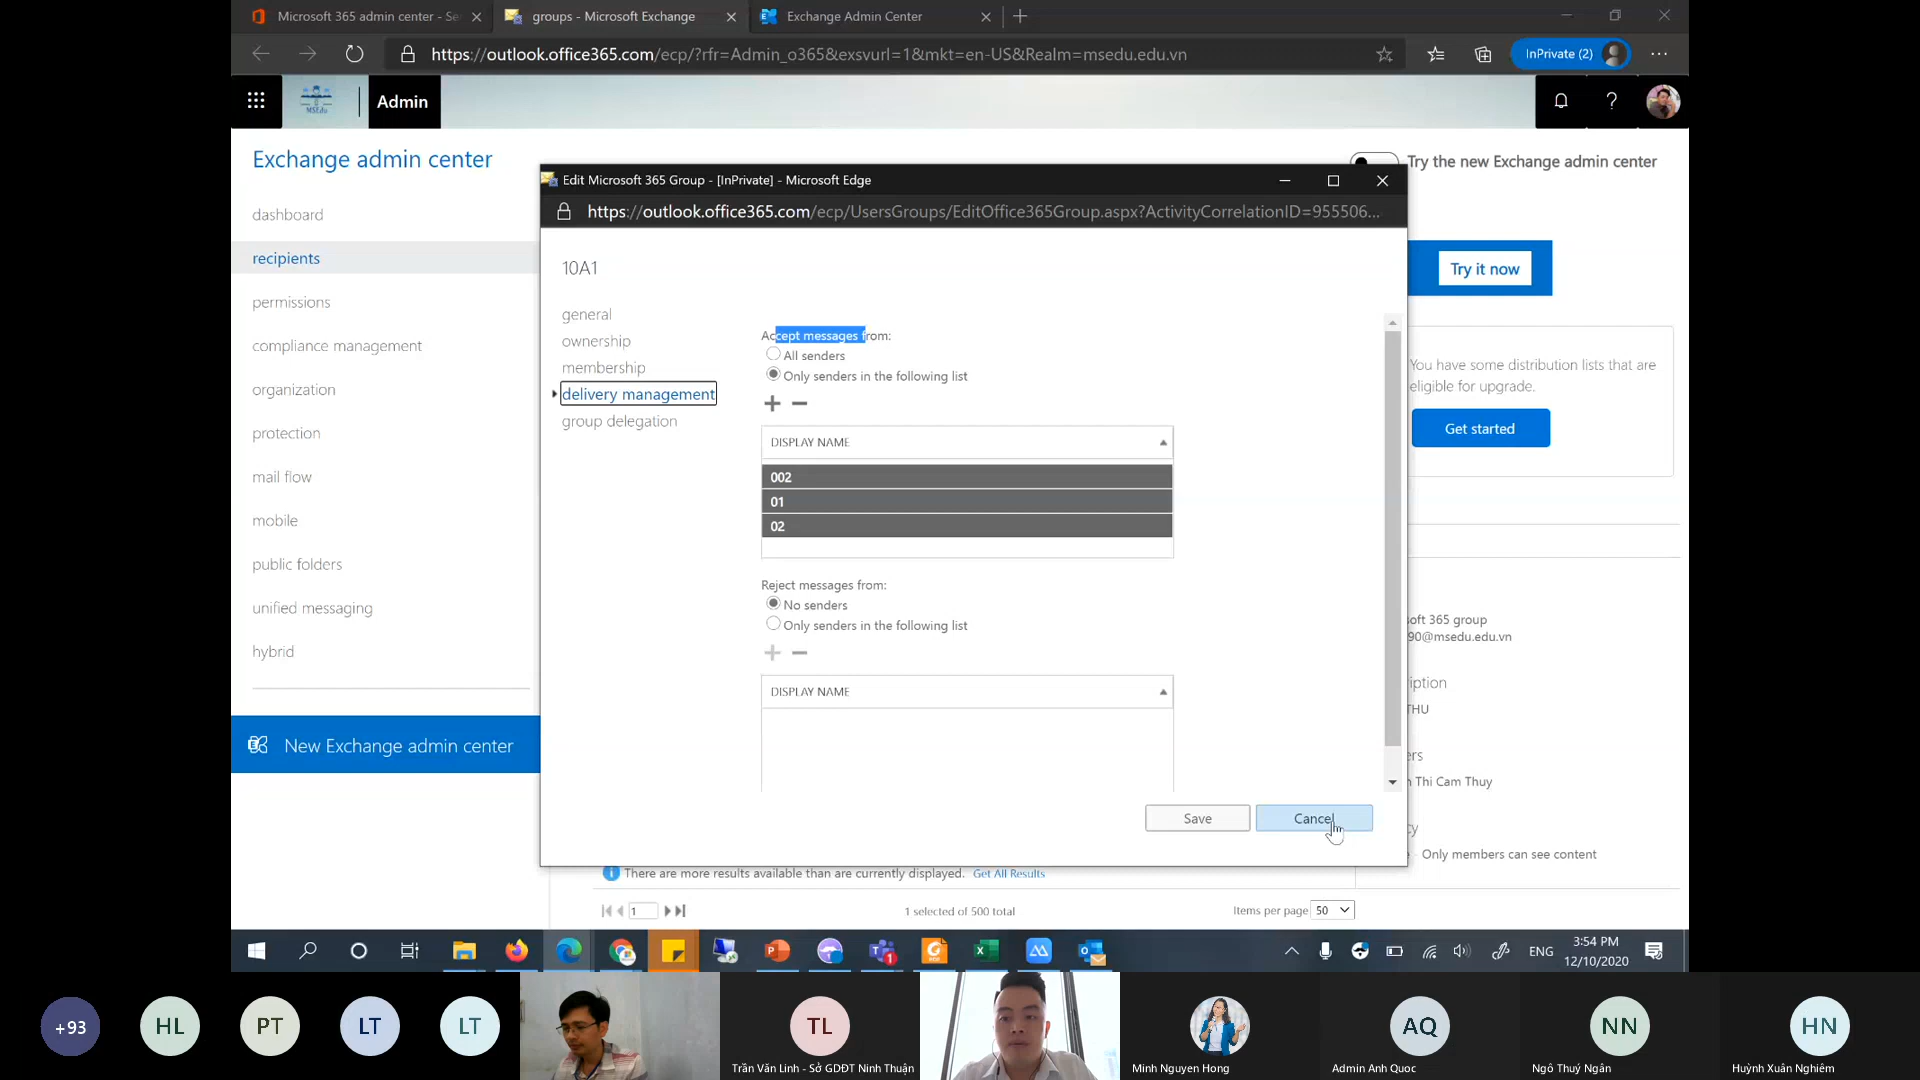 Microsoft 365 admin center - Se
groups - Microsoft Exchange
Exchange Admin Center
https://outlook.office365.com/ecp/?rfr=Admin_o365&exsvurl=1&mkt=en-US&Realm=msedu.edu.vn
InPrivate (2)
MSEdu
Admin
Exchange admin center
Try the new Exchange admin center
dashboard
recipients
permissions
compliance management
organization
protection
mail flow
mobile
public folders
unified messaging
hybrid
New Exchange admin center
Edit Microsoft 365 Group - [InPrivate] - Microsoft Edge
https://outlook.office365.com/ecp/UsersGroups/EditOffice365Group.aspx?ActivityCorrelationID=955506...
10A1
general
ownership
membership
delivery management
group delegation
Accept messages from:
All senders
Only senders in the following list
DISPLAY NAME
002
01
02
Reject messages from:
No senders
Only senders in the following list
DISPLAY NAME
Save
Cancel
Try it now
You have some distribution lists that are
eligible for upgrade.
Get started
soft 365 group
90@msedu.edu.vn
iption
THU
ers
Thi Cam Thuy
cy
Only members can see content
There are more results available than are currently displayed. Get All Results
1
1 selected of 500 total
Items per page 50
1
ENG
3:54 PM
12/10/2020
+93
HL
PT
LT
LT
TL
Trần Văn Linh - Sở GDĐT Ninh Thuận
Minh Nguyen Hong
AQ
Admin Anh Quoc
NN
Ngô Thuý Ngân
HN
Huỳnh Xuân Nghiêm